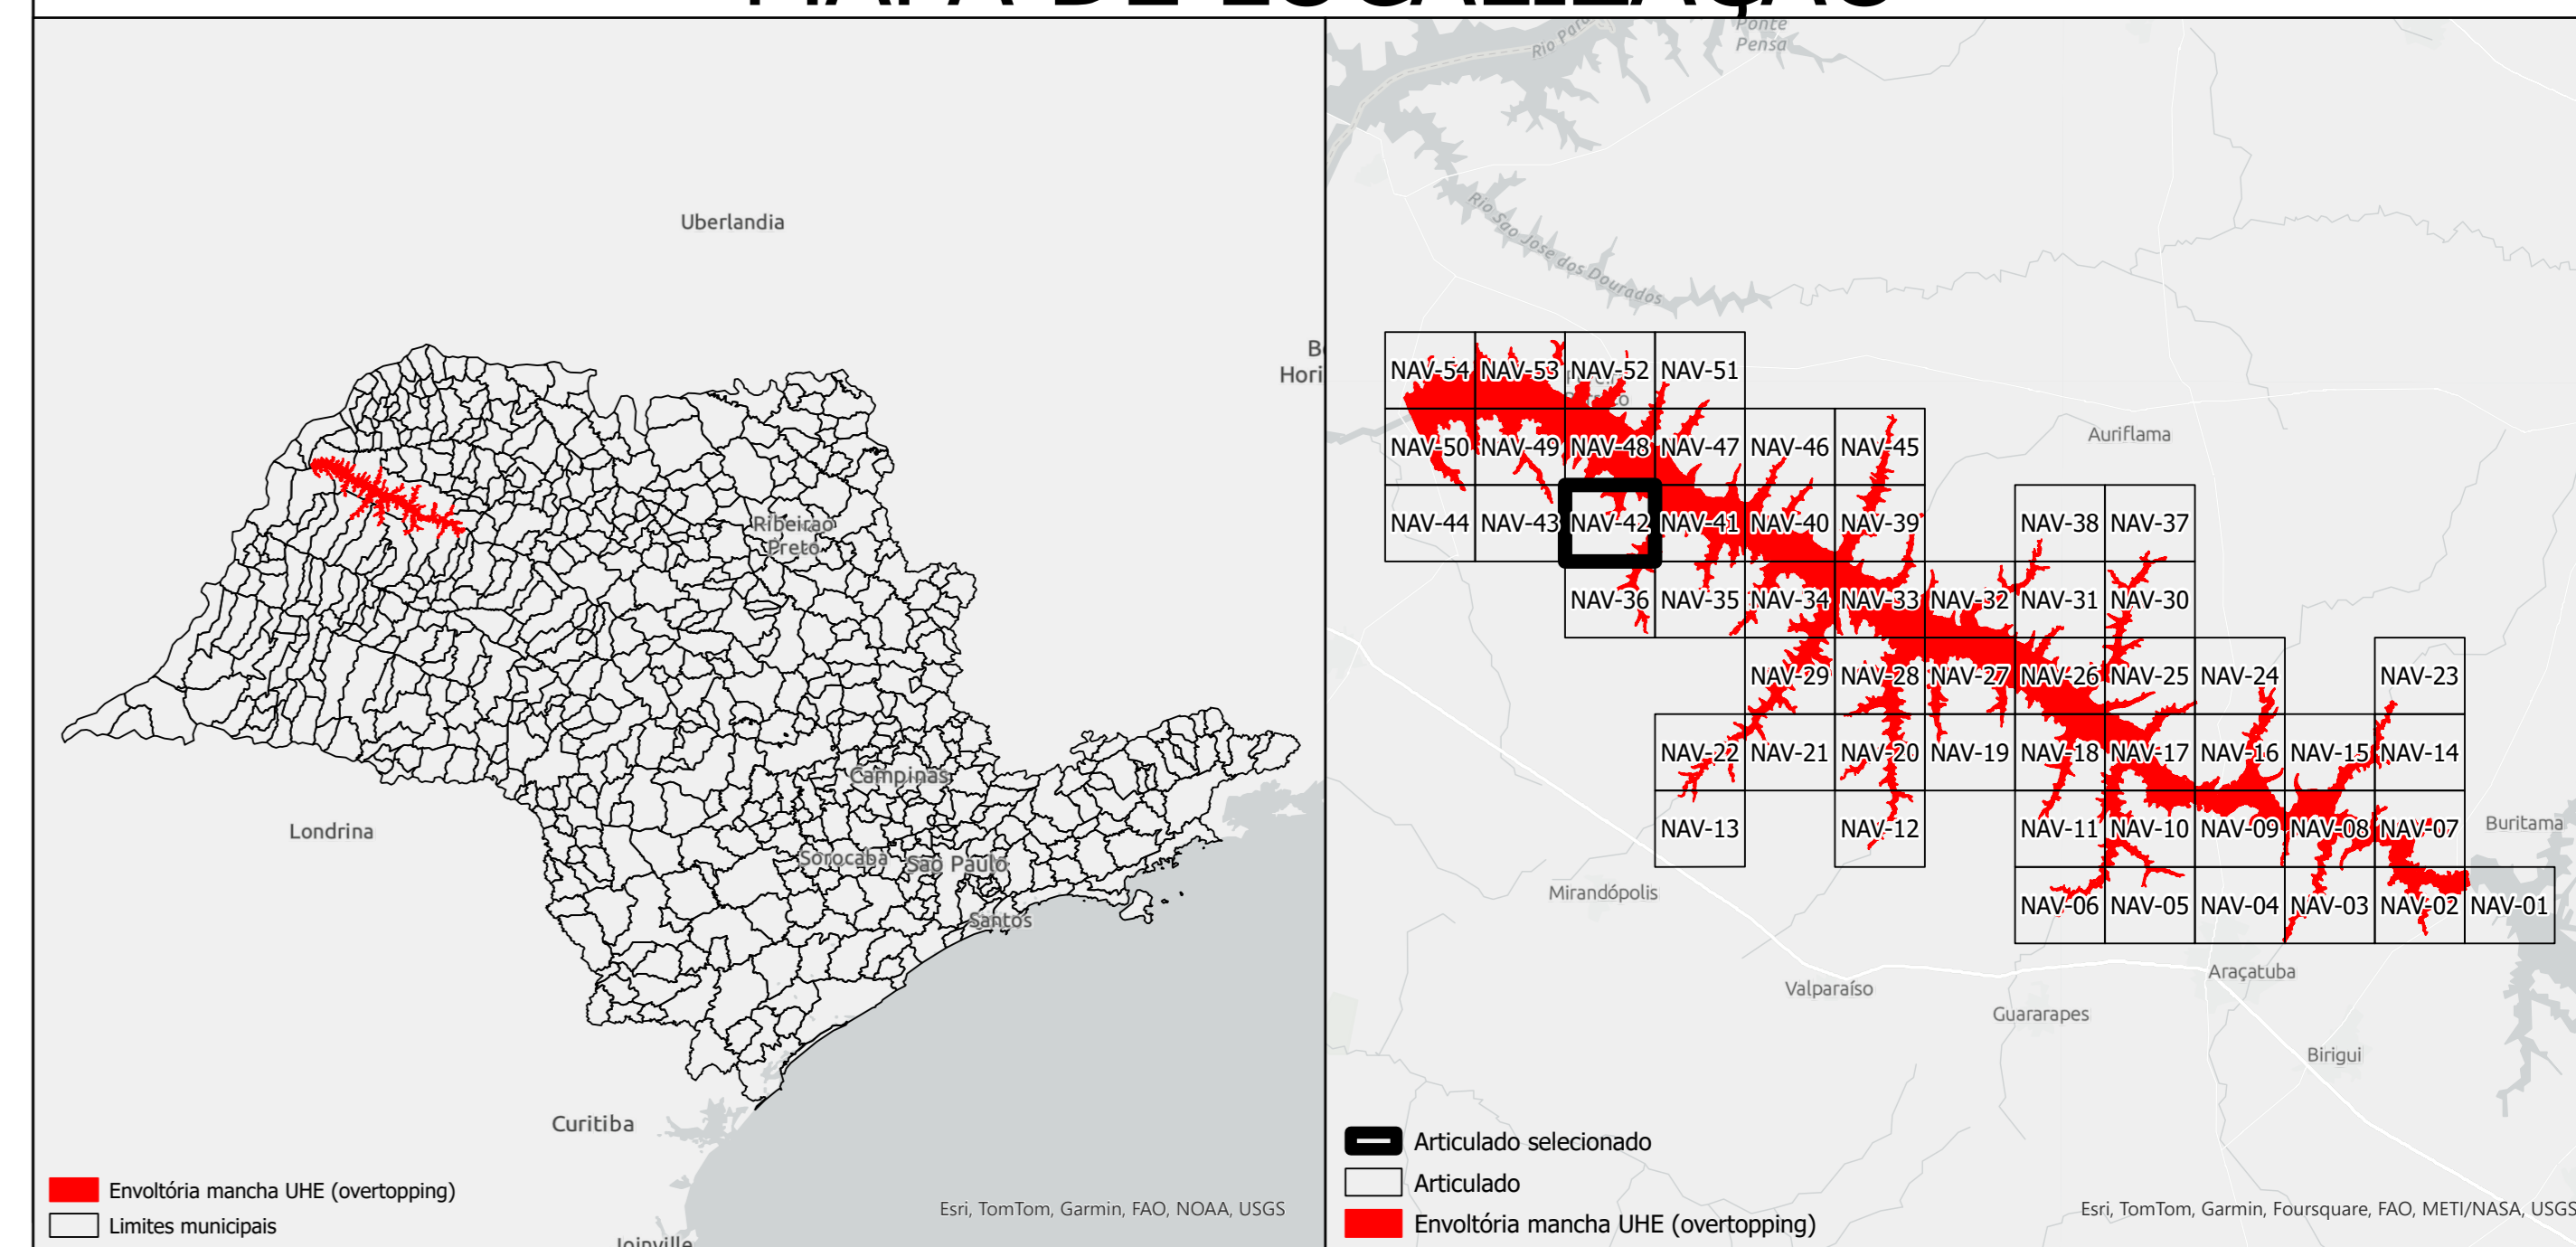 MAPA DE LOCALIZAÇÃO
Uberlandia
Ribeirao
Preto
Campinas
Londrina
Sorocaba
Sao Paulo
Santos
Curitiba
Joinville
Envoltória mancha UHE (overtopping)
Limites municipais
Esri, TomTom, Garmin, FAO, NOAA, USGS
Ponte
Pensa
Rio Sao Jose dos Dourados
NAV-54 NAV-53 NAV-52 NAV-51
NAV-50 NAV-49 NAV-48 NAV-47 NAV-46 NAV-45
Auriflama
NAV-44 NAV-43 NAV-42 NAV-41 NAV-40 NAV-39 NAV-38 NAV-37
NAV-36 NAV-35 NAV-34 NAV-33 NAV-32 NAV-31 NAV-30
NAV-29 NAV-28 NAV-27 NAV-26 NAV-25 NAV-24 NAV-23
NAV-22 NAV-21 NAV-20 NAV-19 NAV-18 NAV-17 NAV-16 NAV-15 NAV-14
NAV-13 NAV-12 NAV-11 NAV-10 NAV-09 NAV-08 NAV-07
Buritama
Mirandópolis
NAV-06 NAV-05 NAV-04 NAV-03 NAV-02 NAV-01
Araçatuba
Valparaíso
Guararapes
Birigui
Articulado selecionado
Articulado
Envoltória mancha UHE (overtopping)
Esri, TomTom, Garmin, Foursquare, FAO, METI/NASA, USGS